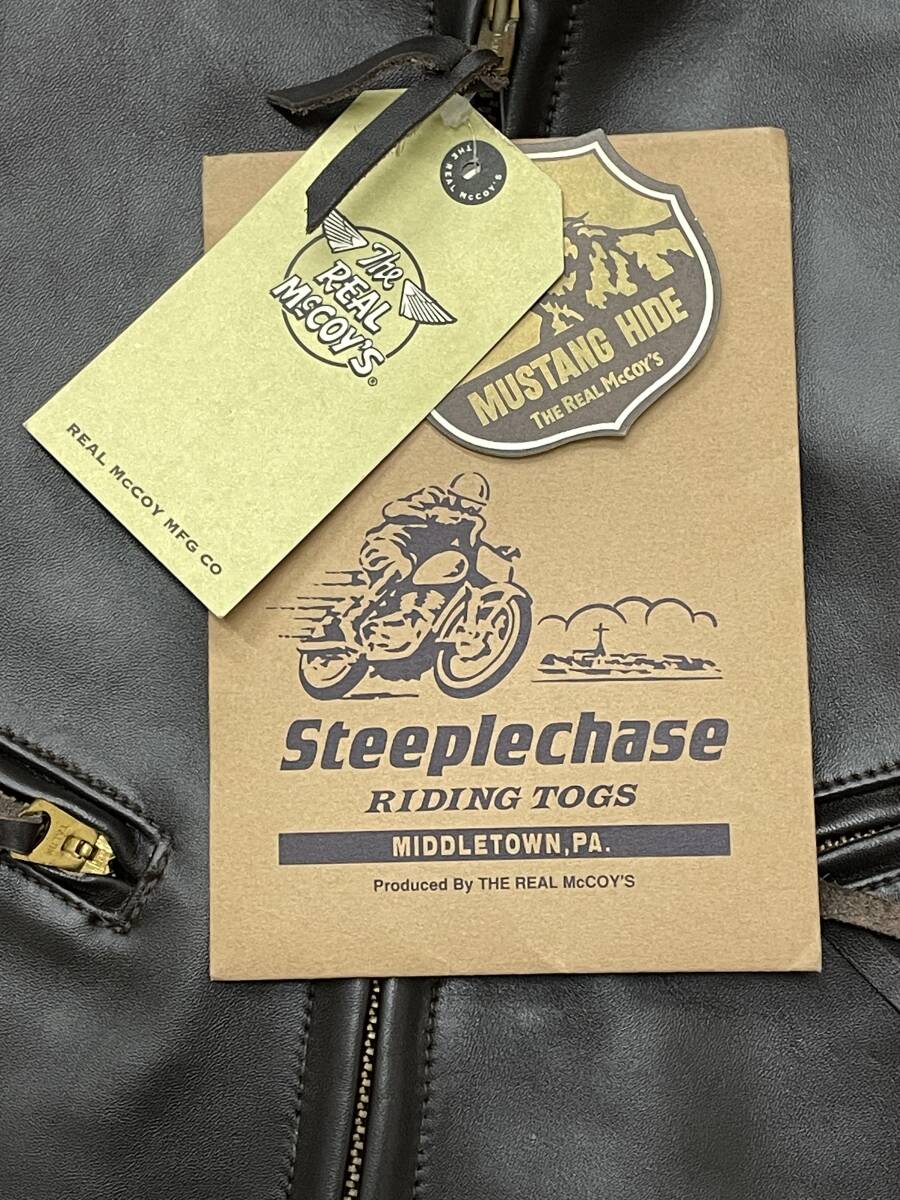 THE REAL McCOY'S
The
REAL
McCOY'S
®
REAL McCOY MFG CO
MUSTANG HIDE
THE REAL McCOY'S
Steeplechase
RIDING TOGS
MIDDLETOWN,PA.
Produced By THE REAL McCOY'S
TALON